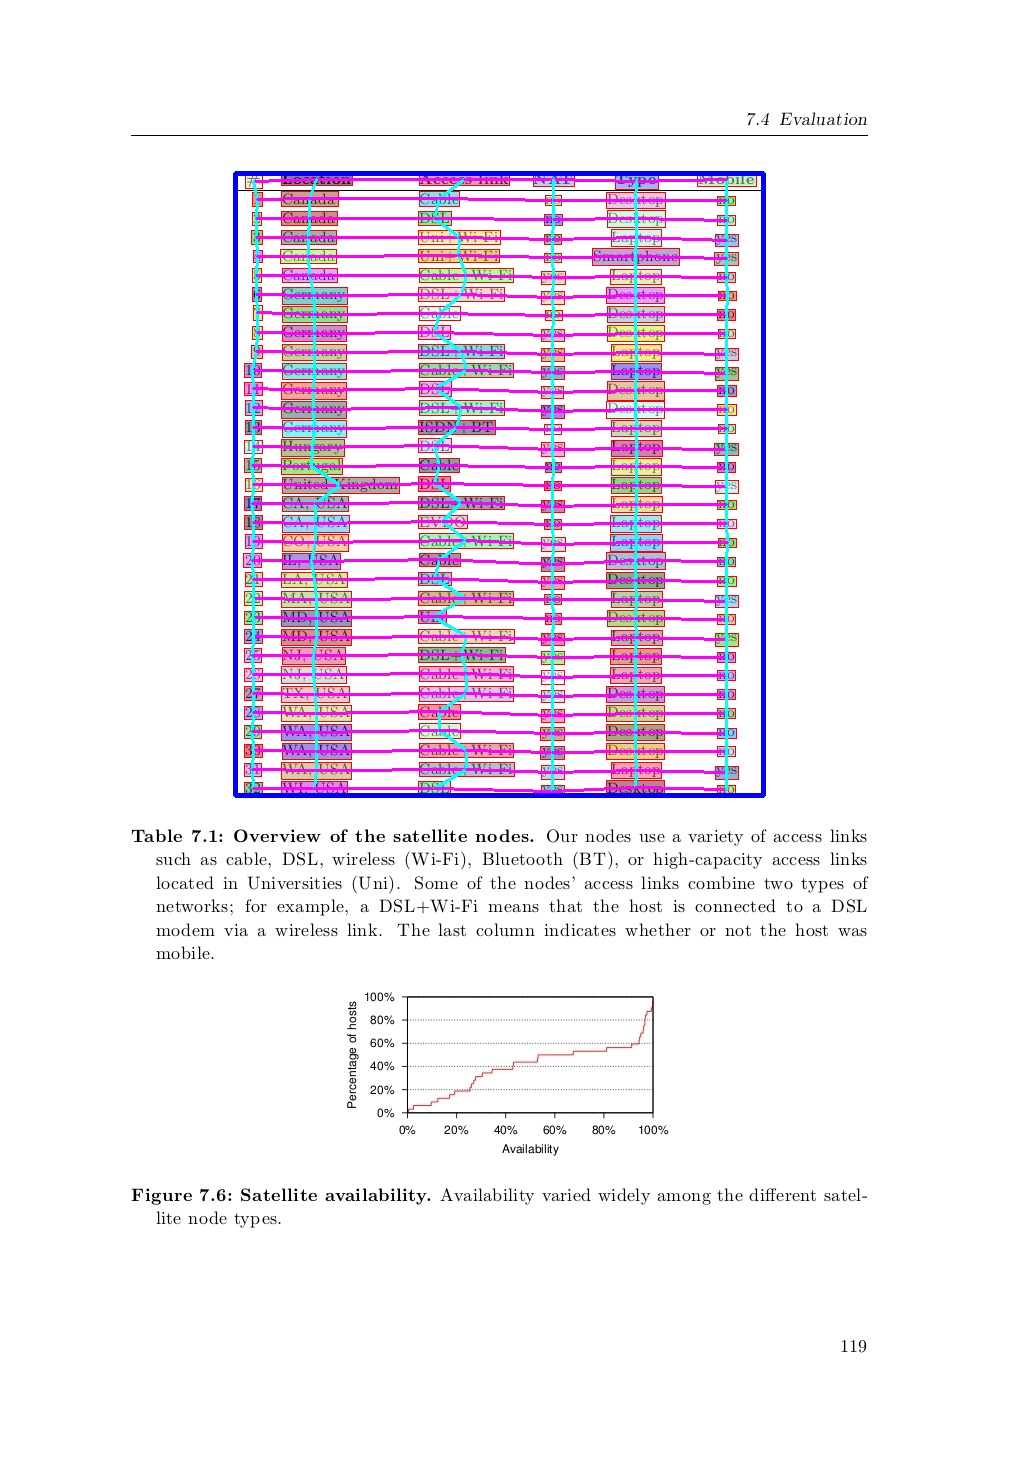 7.4 Evaluation
# Location Access link NAT Type Mobile
1 Canada Cable no Desktop no
2 Canada DSL no Desktop no
3 Canada Uni+Wi-Fi no Laptop yes
4 Canada Uni+Wi-Fi no Smartphone yes
5 Canada Cable+Wi-Fi yes Laptop no
6 Germany DSL+Wi-Fi yes Desktop no
7 Germany Cable no Desktop no
8 Germany DSL yes Desktop no
9 Germany DSL+Wi-Fi yes Laptop yes
10 Germany Cable+Wi-Fi yes Laptop yes
11 Germany DSL yes Desktop no
12 Germany DSL+Wi-Fi yes Desktop no
13 Germany ISDN+BT no Laptop no
14 Hungary DSL yes Laptop yes
15 Portugal Cable no Laptop no
16 United Kingdom DSL no Laptop yes
17 CA, USA DSL+Wi-Fi yes Laptop no
18 CA, USA EVDO no Laptop no
19 CO, USA Cable+Wi-Fi yes Laptop no
20 IL, USA Cable yes Desktop no
21 LA, USA DSL yes Desktop no
22 MA, USA Cable+Wi-Fi no Laptop yes
23 MD, USA Uni no Desktop no
24 MD, USA Cable+Wi-Fi yes Laptop yes
25 NJ, USA DSL+Wi-Fi yes Laptop no
26 NJ, USA Cable+Wi-Fi yes Laptop no
27 TX, USA Cable+Wi-Fi yes Desktop no
28 WA, USA Cable yes Desktop no
29 WA, USA Cable yes Desktop no
30 WA, USA Cable+Wi-Fi yes Desktop no
31 WA, USA Cable+Wi-Fi yes Laptop yes
32 WI, USA DSL yes Desktop no
Table 7.1: Overview of the satellite nodes. Our nodes use a variety of access links
such as cable, DSL, wireless (Wi-Fi), Bluetooth (BT), or high-capacity access links
located in Universities (Uni). Some of the nodes' access links combine two types of
networks; for example, a DSL+Wi-Fi means that the host is connected to a DSL
modem via a wireless link. The last column indicates whether or not the host was
mobile.
Percentage of hosts
100%
80%
60%
40%
20%
0%
0% 20% 40% 60% 80% 100%
Availability
Figure 7.6: Satellite availability. Availability varied widely among the different satel-
lite node types.
119